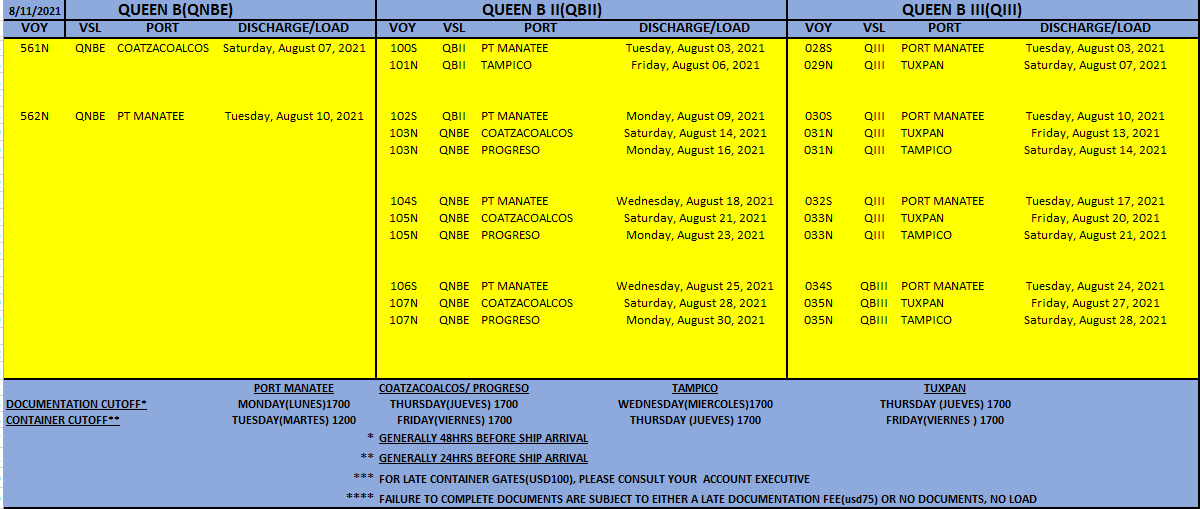 8/11/2021 QUEEN B(QNBE) QUEEN B II(QBII) QUEEN B III(QIII)
VOY VSL PORT DISCHARGE/LOAD VOY VSL PORT DISCHARGE/LOAD VOY VSL PORT DISCHARGE/LOAD
561N QNBE COATZACOALCOS Saturday, August 07, 2021 100S QBII PT MANATEE Tuesday, August 03, 2021 028S QIII PORT MANATEE Tuesday, August 03, 2021
101N QBII TAMPICO Friday, August 06, 2021 029N QIII TUXPAN Saturday, August 07, 2021
562N QNBE PT MANATEE Tuesday, August 10, 2021 102S QBII PT MANATEE Monday, August 09, 2021 030S QIII PORT MANATEE Tuesday, August 10, 2021
103N QNBE COATZACOALCOS Saturday, August 14, 2021 031N QIII TUXPAN Friday, August 13, 2021
103N QNBE PROGRESO Monday, August 16, 2021 031N QIII TAMPICO Saturday, August 14, 2021
104S QNBE PT MANATEE Wednesday, August 18, 2021 032S QIII PORT MANATEE Tuesday, August 17, 2021
105N QNBE COATZACOALCOS Saturday, August 21, 2021 033N QIII TUXPAN Friday, August 20, 2021
105N QNBE PROGRESO Monday, August 23, 2021 033N QIII TAMPICO Saturday, August 21, 2021
106S QNBE PT MANATEE Wednesday, August 25, 2021 034S QBIII PORT MANATEE Tuesday, August 24, 2021
107N QNBE COATZACOALCOS Saturday, August 28, 2021 035N QBIII TUXPAN Friday, August 27, 2021
107N QNBE PROGRESO Monday, August 30, 2021 035N QBIII TAMPICO Saturday, August 28, 2021
PORT MANATEE COATZACOALCOS/ PROGRESO TAMPICO TUXPAN
DOCUMENTATION CUTOFF* MONDAY(LUNES)1700 THURSDAY(JUEVES) 1700 WEDNESDAY(MIERCOLES)1700 THURSDAY (JUEVES) 1700
CONTAINER CUTOFF** TUESDAY(MARTES) 1200 FRIDAY(VIERNES) 1700 THURSDAY (JUEVES) 1700 FRIDAY(VIERNES ) 1700
* GENERALLY 48HRS BEFORE SHIP ARRIVAL
** GENERALLY 24HRS BEFORE SHIP ARRIVAL
*** FOR LATE CONTAINER GATES(USD100), PLEASE CONSULT YOUR ACCOUNT EXECUTIVE
**** FAILURE TO COMPLETE DOCUMENTS ARE SUBJECT TO EITHER A LATE DOCUMENTATION FEE(usd75) OR NO DOCUMENTS, NO LOAD